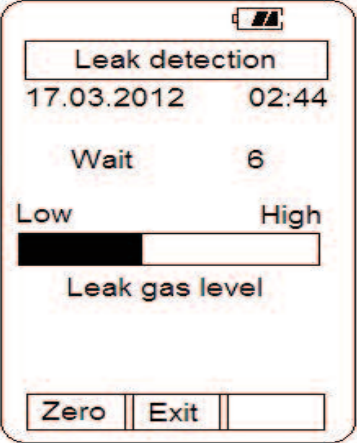 Leak detection
17.03.2012 02:44
Wait 6
Low High
Leak gas level
Zero Exit